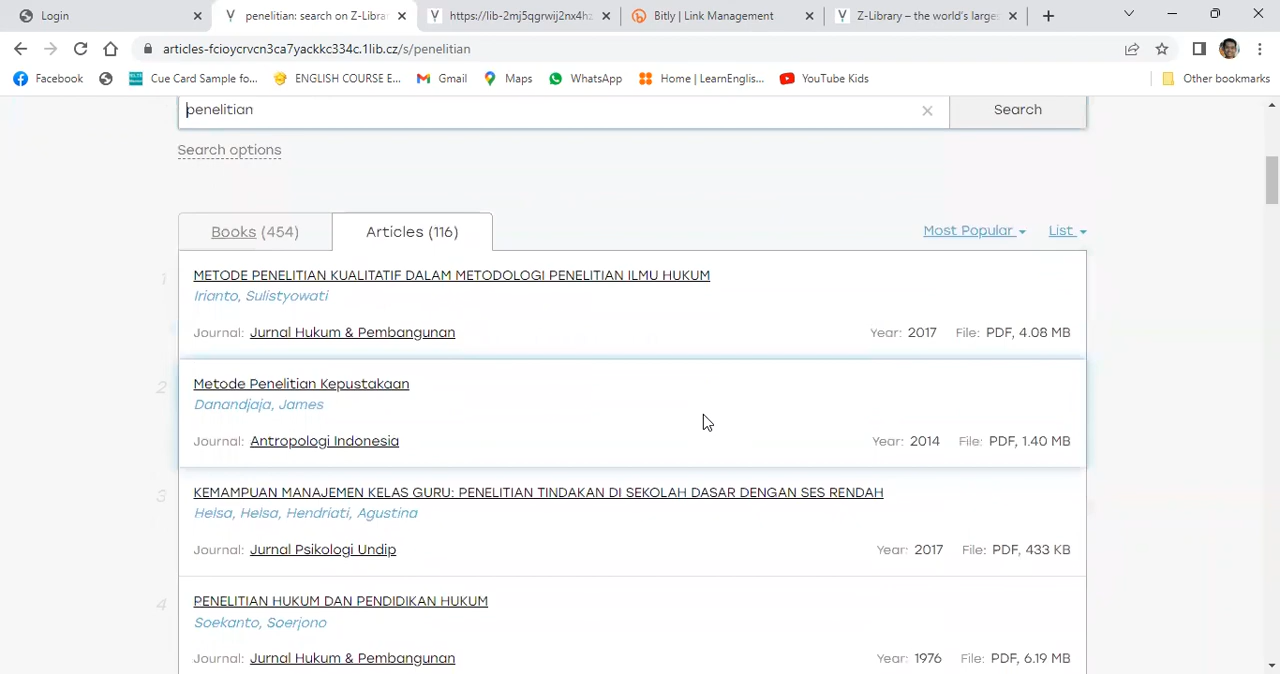 Login
penelitian: search on Z-Libra
https://lib-2mj5qgrwij2nx4hz
Bitly | Link Management
Z-Library – the world's large
articles-fcioycrvcn3ca7yackkc334c.1lib.cz/s/penelitian
Facebook
Cue Card Sample fo...
ENGLISH COURSE E...
Gmail
Maps
WhatsApp
Home | LearnEnglis...
YouTube Kids
Other bookmarks
penelitian
Search
Search options
Books (454)
Articles (116)
Most Popular
List
1
METODE PENELITIAN KUALITATIF DALAM METODOLOGI PENELITIAN ILMU HUKUM
Irianto, Sulistyowati
Journal: Jurnal Hukum & Pembangunan
Year: 2017 File: PDF, 4.08 MB
2
Metode Penelitian Kepustakaan
Danandjaja, James
Journal: Antropologi Indonesia
Year: 2014 File: PDF, 1.40 MB
3
KEMAMPUAN MANAJEMEN KELAS GURU: PENELITIAN TINDAKAN DI SEKOLAH DASAR DENGAN SES RENDAH
Helsa, Helsa, Hendriati, Agustina
Journal: Jurnal Psikologi Undip
Year: 2017 File: PDF, 433 KB
4
PENELITIAN HUKUM DAN PENDIDIKAN HUKUM
Soekanto, Soerjono
Journal: Jurnal Hukum & Pembangunan
Year: 1976 File: PDF, 6.19 MB